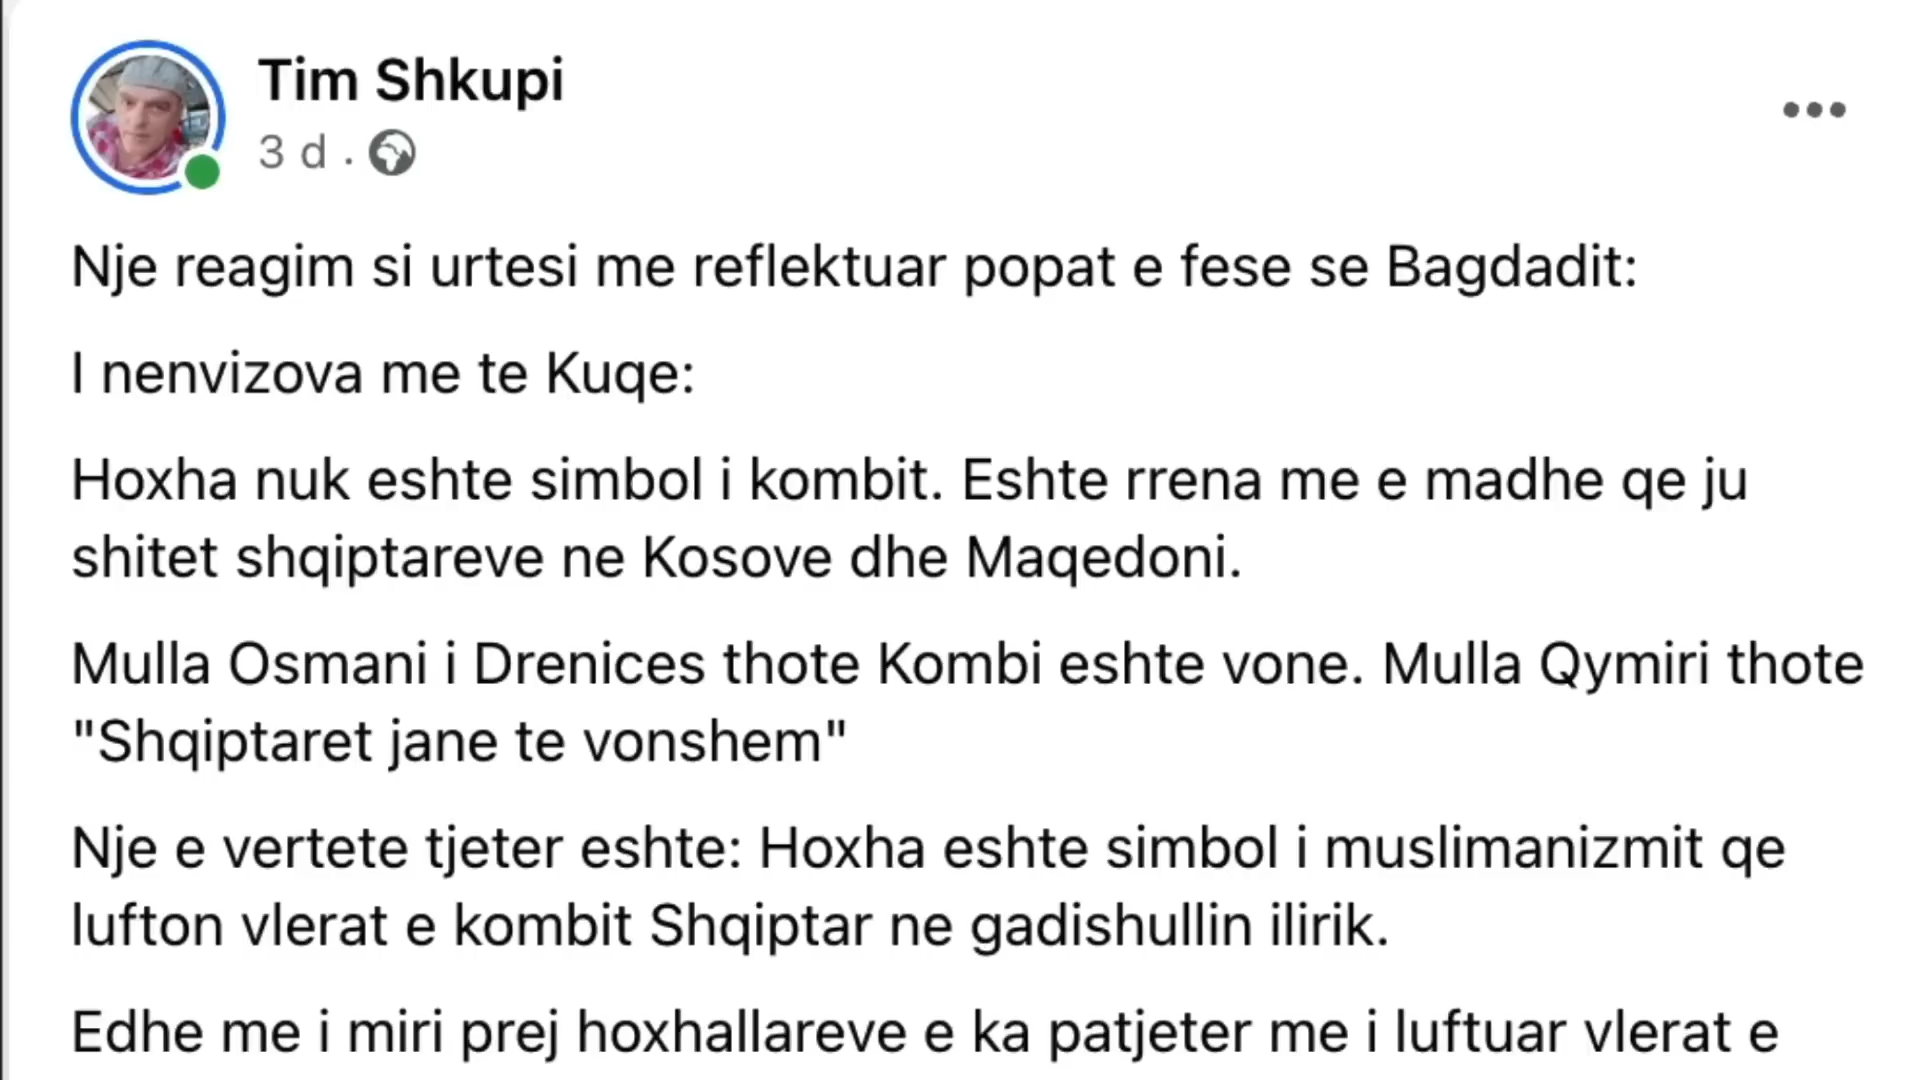 Tim Shkupi
3 d .
Nje reagim si urtesi me reflektuar popat e fese se Bagdadit:
I nenvizova me te Kuqe:
Hoxha nuk eshte simbol i kombit. Eshte rrena me e madhe qe ju
shitet shqiptareve ne Kosove dhe Maqedoni.
Mulla Osmani i Drenices thote Kombi eshte vone. Mulla Qymiri thote
"Shqiptaret jane te vonshem"
Nje e vertete tjeter eshte: Hoxha eshte simbol i muslimanizmit qe
lufton vlerat e kombit Shqiptar ne gadishullin ilirik.
Edhe me i miri prej hoxhallareve e ka patjeter me i luftuar vlerat e